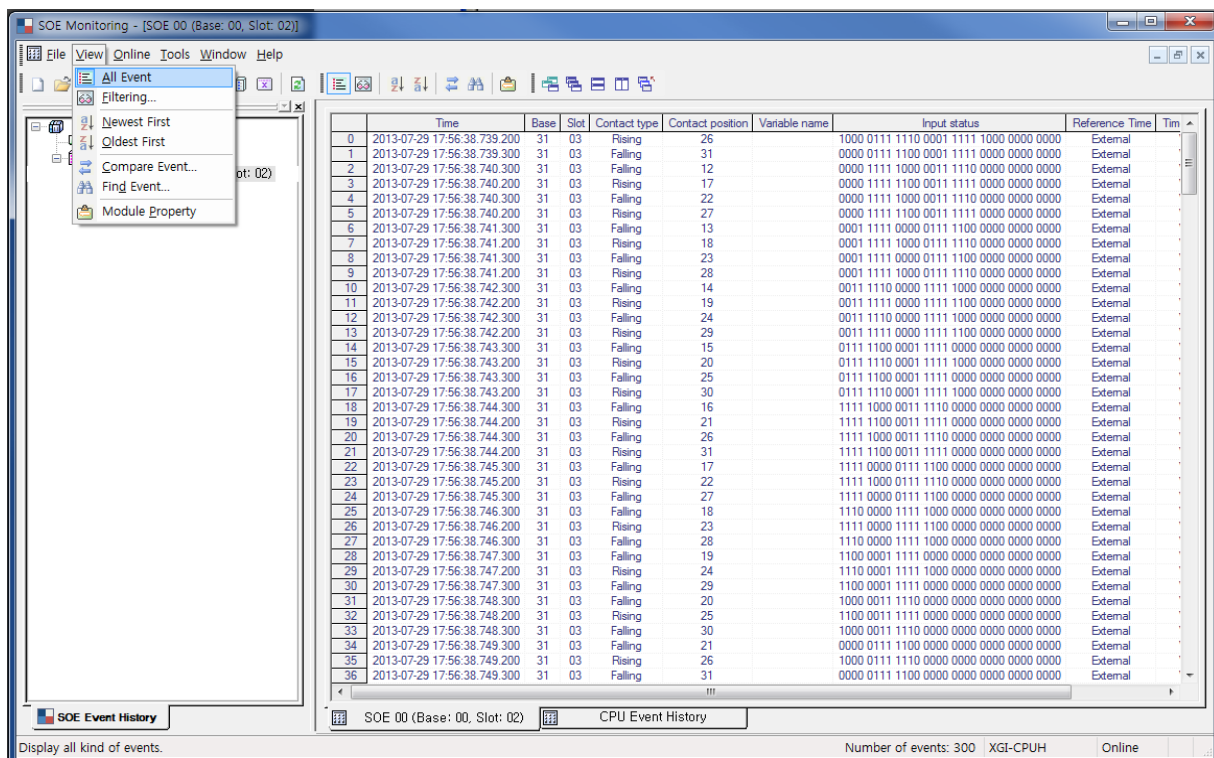 SOE Monitoring - [SOE 00 (Base: 00, Slot: 02)]
File View Online Tools Window Help
All Event
Filtering...
Newest First
Oldest First
Compare Event...
Find Event...
Module Property
ot: 02)
Time Base Slot Contact type Contact position Variable name Input status Reference Time Tim
0 2013-07-29 17:56:38.739.200 31 03 Rising 26 1000 0111 1110 0001 1111 1000 0000 0000 External
1 2013-07-29 17:56:38.739.300 31 03 Falling 31 0000 0111 1100 0001 1111 0000 0000 0000 External
2 2013-07-29 17:56:38.740.300 31 03 Falling 12 0000 1111 1000 0011 1110 0000 0000 0000 External
3 2013-07-29 17:56:38.740.200 31 03 Rising 17 0000 1111 1100 0011 1111 0000 0000 0000 External
4 2013-07-29 17:56:38.740.300 31 03 Falling 22 0000 1111 1000 0011 1110 0000 0000 0000 External
5 2013-07-29 17:56:38.740.200 31 03 Rising 27 0000 1111 1100 0011 1111 0000 0000 0000 External
6 2013-07-29 17:56:38.741.300 31 03 Falling 13 0001 1111 0000 0111 1100 0000 0000 0000 External
7 2013-07-29 17:56:38.741.200 31 03 Rising 18 0001 1111 1000 0111 1110 0000 0000 0000 External
8 2013-07-29 17:56:38.741.300 31 03 Falling 23 0001 1111 0000 0111 1100 0000 0000 0000 External
9 2013-07-29 17:56:38.741.200 31 03 Rising 28 0001 1111 1000 0111 1110 0000 0000 0000 External
10 2013-07-29 17:56:38.742.300 31 03 Falling 14 0011 1110 0000 1111 1000 0000 0000 0000 External
11 2013-07-29 17:56:38.742.200 31 03 Rising 19 0011 1111 0000 1111 1100 0000 0000 0000 External
12 2013-07-29 17:56:38.742.300 31 03 Falling 24 0011 1110 0000 1111 1000 0000 0000 0000 External
13 2013-07-29 17:56:38.742.200 31 03 Rising 29 0011 1111 0000 1111 1100 0000 0000 0000 External
14 2013-07-29 17:56:38.743.300 31 03 Falling 15 0111 1100 0001 1111 0000 0000 0000 0000 External
15 2013-07-29 17:56:38.743.200 31 03 Rising 20 0111 1110 0001 1111 1000 0000 0000 0000 External
16 2013-07-29 17:56:38.743.300 31 03 Falling 25 0111 1100 0001 1111 0000 0000 0000 0000 External
17 2013-07-29 17:56:38.743.200 31 03 Rising 30 0111 1110 0001 1111 1000 0000 0000 0000 External
18 2013-07-29 17:56:38.744.300 31 03 Falling 16 1111 1000 0011 1110 0000 0000 0000 0000 External
19 2013-07-29 17:56:38.744.200 31 03 Rising 21 1111 1100 0011 1111 0000 0000 0000 0000 External
20 2013-07-29 17:56:38.744.300 31 03 Falling 26 1111 1000 0011 1110 0000 0000 0000 0000 External
21 2013-07-29 17:56:38.744.200 31 03 Rising 31 1111 1100 0011 1111 0000 0000 0000 0000 External
22 2013-07-29 17:56:38.745.300 31 03 Falling 17 1111 0000 0111 1100 0000 0000 0000 0000 External
23 2013-07-29 17:56:38.745.200 31 03 Rising 22 1111 1000 0111 1110 0000 0000 0000 0000 External
24 2013-07-29 17:56:38.745.300 31 03 Falling 27 1111 0000 0111 1100 0000 0000 0000 0000 External
25 2013-07-29 17:56:38.746.300 31 03 Falling 18 1110 0000 1111 1000 0000 0000 0000 0000 External
26 2013-07-29 17:56:38.746.200 31 03 Rising 23 1111 0000 1111 1100 0000 0000 0000 0000 External
27 2013-07-29 17:56:38.746.300 31 03 Falling 28 1110 0000 1111 1000 0000 0000 0000 0000 External
28 2013-07-29 17:56:38.747.300 31 03 Falling 19 1100 0001 1111 0000 0000 0000 0000 0000 External
29 2013-07-29 17:56:38.747.200 31 03 Rising 24 1110 0001 1111 1000 0000 0000 0000 0000 External
30 2013-07-29 17:56:38.747.300 31 03 Falling 29 1100 0001 1111 0000 0000 0000 0000 0000 External
31 2013-07-29 17:56:38.748.300 31 03 Falling 20 1000 0011 1110 0000 0000 0000 0000 0000 External
32 2013-07-29 17:56:38.748.200 31 03 Rising 25 1100 0011 1111 0000 0000 0000 0000 0000 External
33 2013-07-29 17:56:38.748.300 31 03 Falling 30 1000 0011 1110 0000 0000 0000 0000 0000 External
34 2013-07-29 17:56:38.749.300 31 03 Falling 21 0000 0111 1100 0000 0000 0000 0000 0000 External
35 2013-07-29 17:56:38.749.200 31 03 Rising 26 1000 0111 1110 0000 0000 0000 0000 0000 External
36 2013-07-29 17:56:38.749.300 31 03 Falling 31 0000 0111 1100 0000 0000 0000 0000 0000 External
SOE Event History
SOE 00 (Base: 00, Slot: 02) CPU Event History
Display all kind of events. Number of events: 300 XGI-CPUH Online